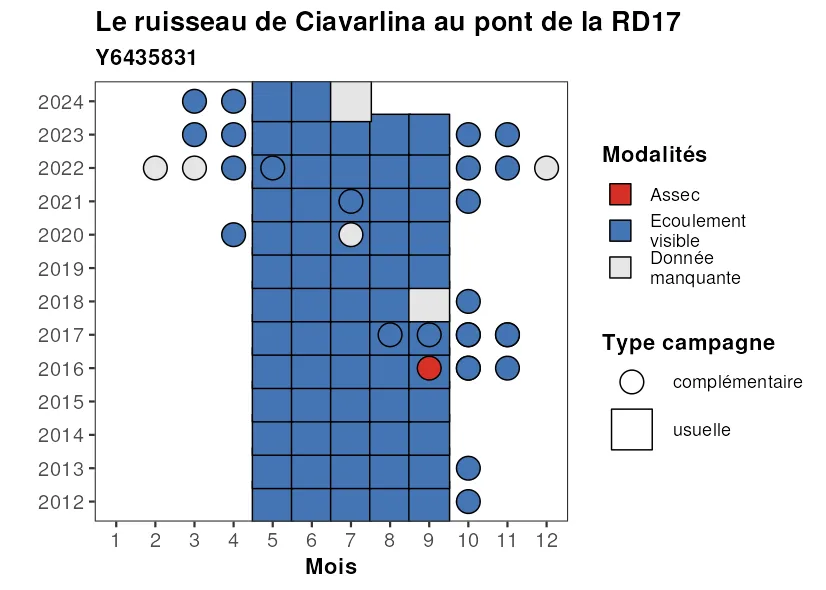 Le ruisseau de Ciavarlina au pont de la RD17
Y6435831
2024
2023
2022
2021
2020
2019
2018
2017
2016
2015
2014
2013
2012
1 2 3 4 5 6 7 8 9 10 11 12
Mois
Modalités
Assec
Ecoulement
visible
Donnée
manquante
Type campagne
complémentaire
usuelle